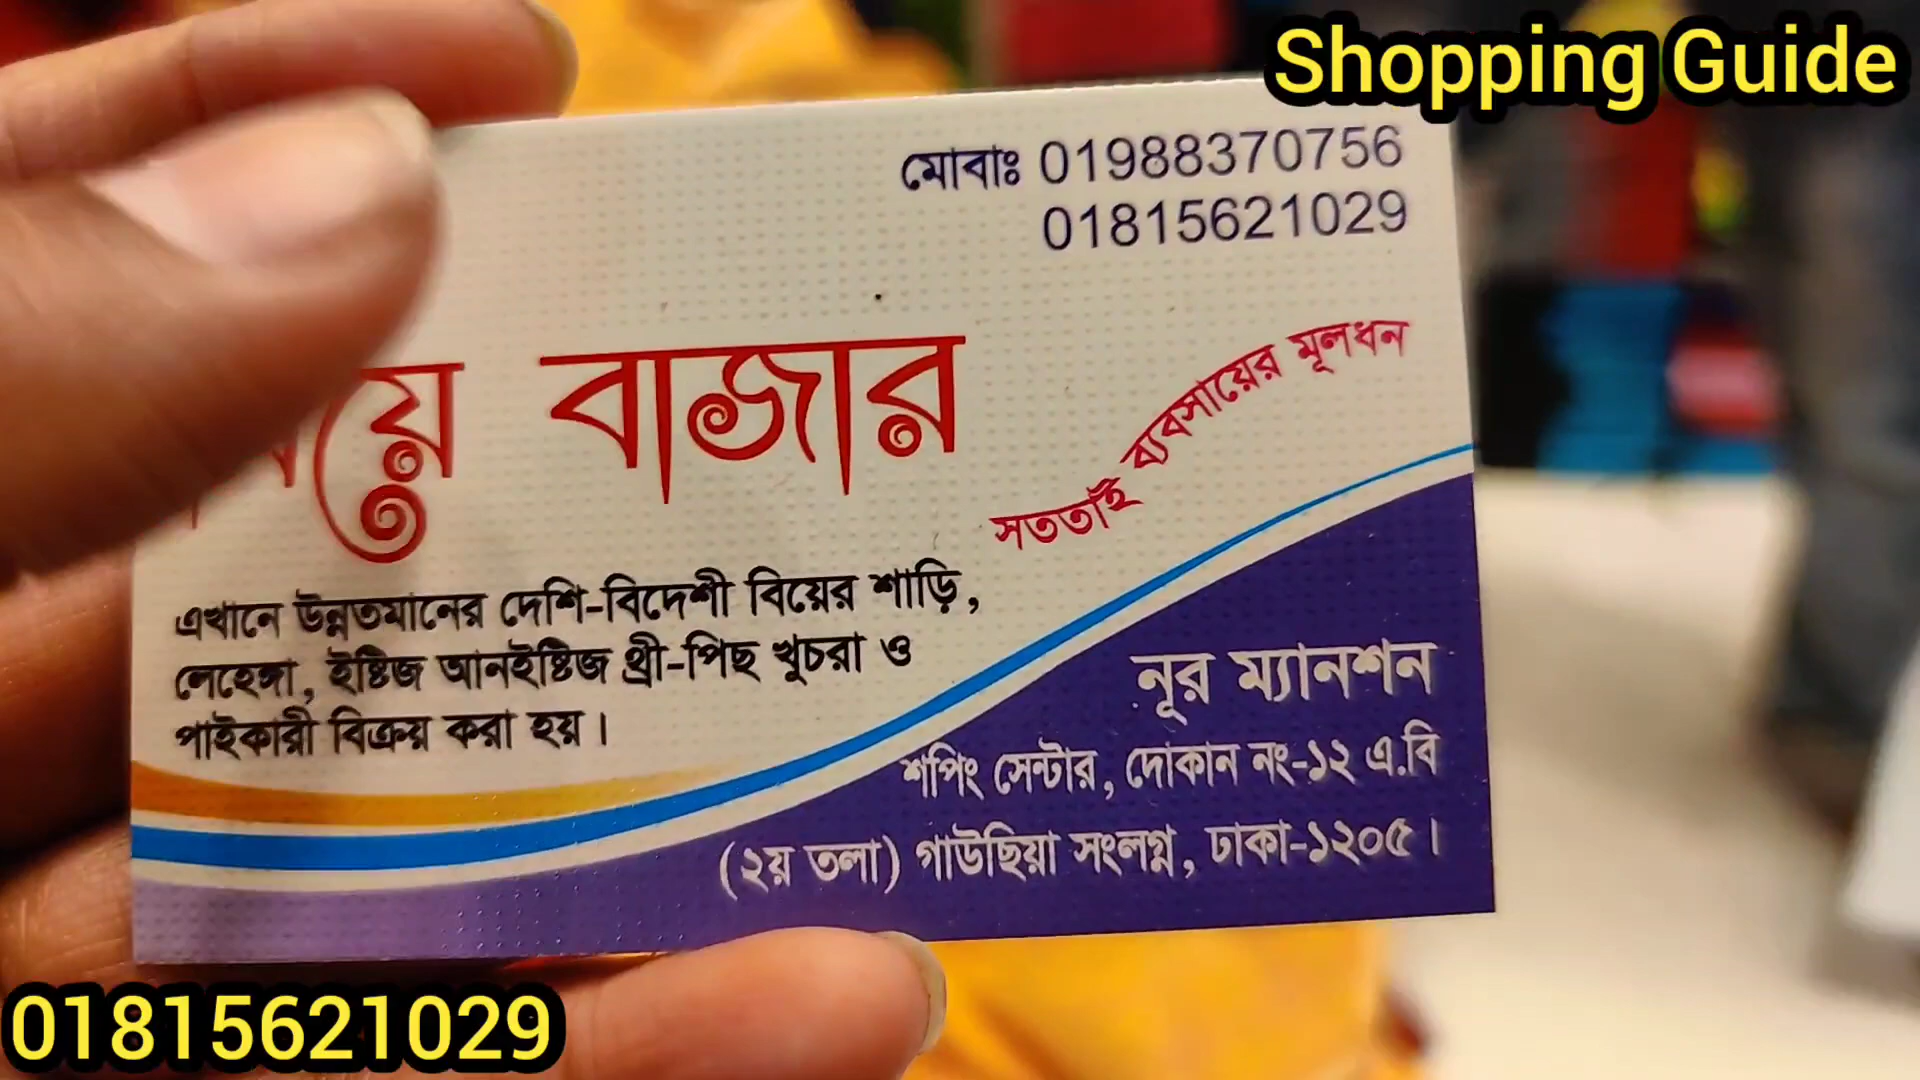 Shopping Guide
মোবাঃ 01988370756
01815621029
বাজার
সততাই ব্যবসায়ের মূলধন
এখানে উন্নতমানের দেশি-বিদেশী বিয়ের শাড়ি,
লেহেঙ্গা, ইষ্টিজ আনইষ্টিজ থ্রী-পিছ খুচরা ও
পাইকারী বিক্রয় করা হয়।
নূর ম্যানশন
শপিং সেন্টার, দোকান নং-১২ এ.বি
(২য় তলা) গাউছিয়া সংলগ্ন, ঢাকা-১২০৫।
01815621029